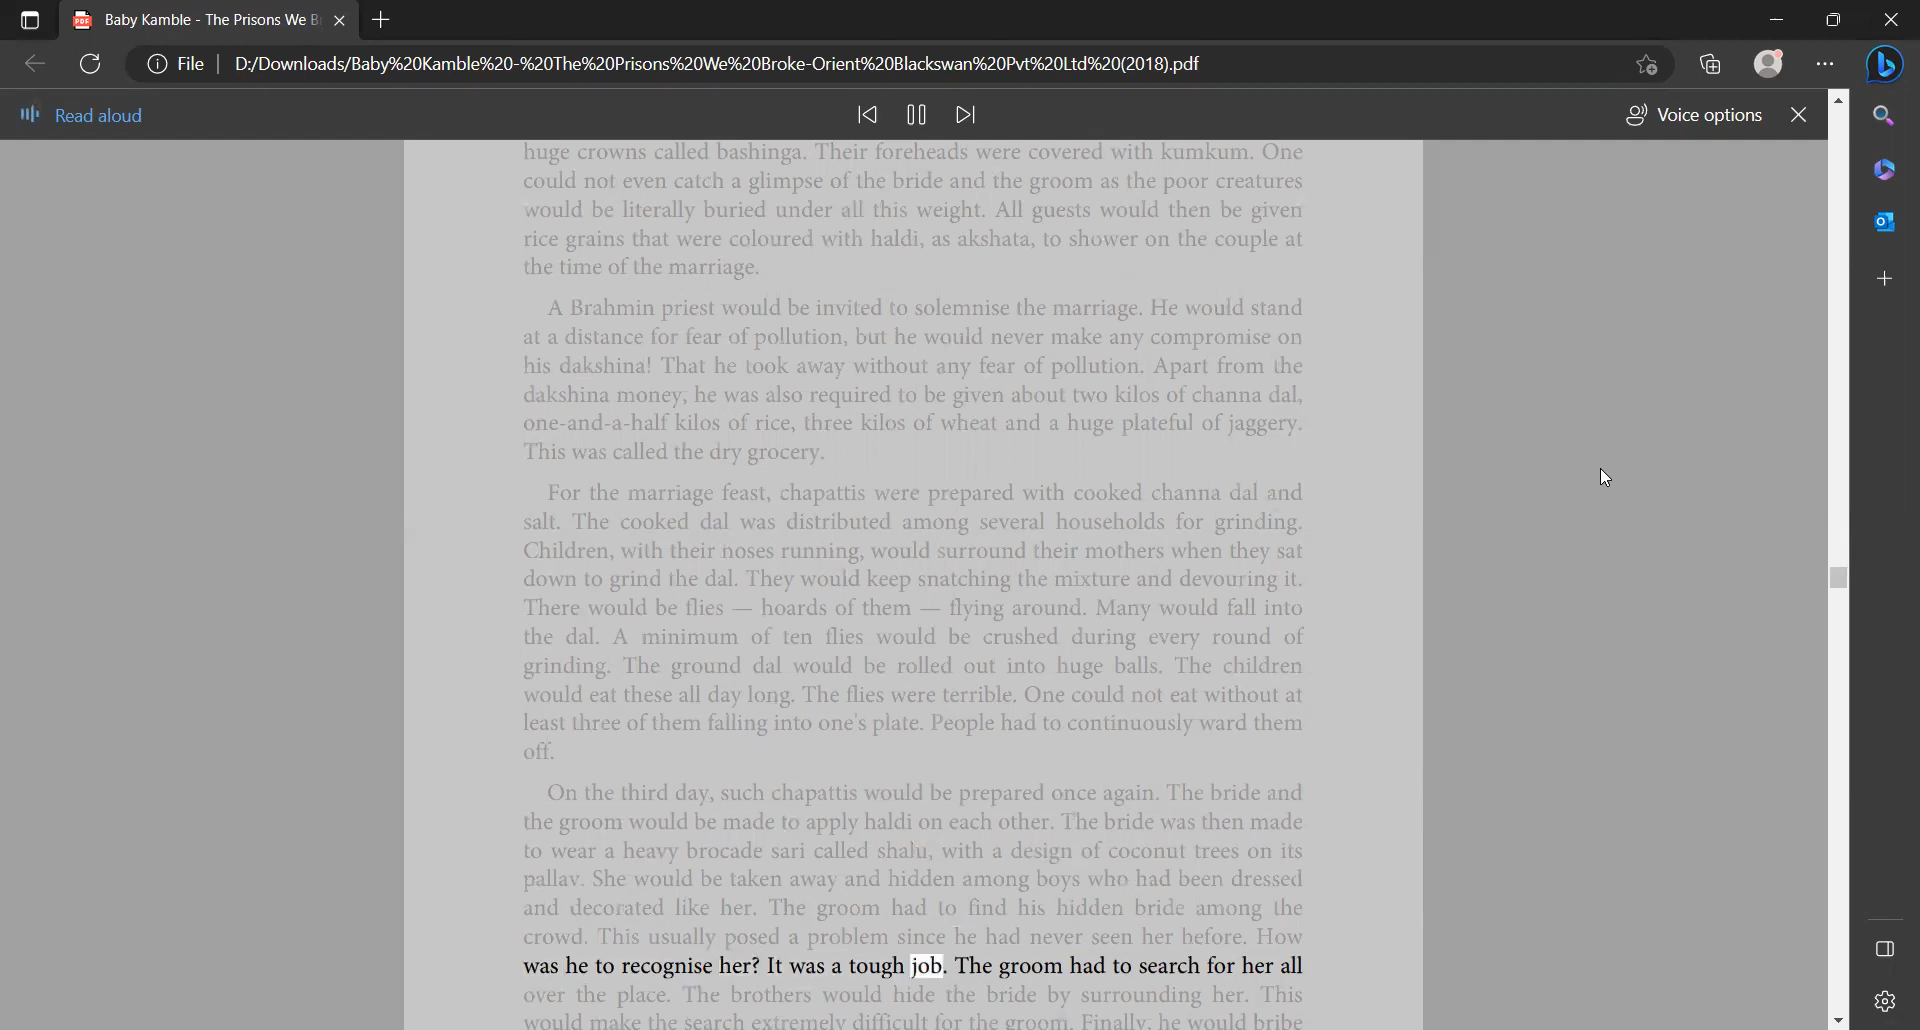 Baby Kamble - The Prisons We B
File
D:/Downloads/Baby%20Kamble%20-%20The%20Prisons%20We%20Broke-Orient%20Blackswan%20Pvt%20Ltd%20(2018).pdf
Read aloud
Voice options
huge crowns called bashinga. Their foreheads were covered with kumkum. One
could not even catch a glimpse of the bride and the groom as the poor creatures
would be literally buried under all this weight. All guests would then be given
rice grains that were coloured with haldi, as akshata, to shower on the couple at
the time of the marriage.
A Brahmin priest would be invited to solemnise the marriage. He would stand
at a distance for fear of pollution, but he would never make any compromise on
his dakshina! That he took away without any fear of pollution. Apart from the
dakshina money, he was also required to be given about two kilos of channa dal,
one-and-a-half kilos of rice, three kilos of wheat and a huge plateful of jaggery.
This was called the dry grocery.
For the marriage feast, chapattis were prepared with cooked channa dal and
salt. The cooked dal was distributed among several households for grinding.
Children, with their noses running, would surround their mothers when they sat
down to grind the dal. They would keep snatching the mixture and devouring it.
There would be flies — hoards of them — flying around. Many would fall into
the dal. A minimum of ten flies would be crushed during every round of
grinding. The ground dal would be rolled out into huge balls. The children
would eat these all day long. The flies were terrible. One could not eat without at
least three of them falling into one's plate. People had to continuously ward them
off.
On the third day, such chapattis would be prepared once again. The bride and
the groom would be made to apply haldi on each other. The bride was then made
to wear a heavy brocade sari called shalu, with a design of coconut trees on its
pallav. She would be taken away and hidden among boys who had been dressed
and decorated like her. The groom had to find his hidden bride among the
crowd. This usually posed a problem since he had never seen her before. How
was he to recognise her? It was a tough job. The groom had to search for her all
over the place. The brothers would hide the bride by surrounding her. This
would make the search extremely difficult for the groom. Finally, he would bribe